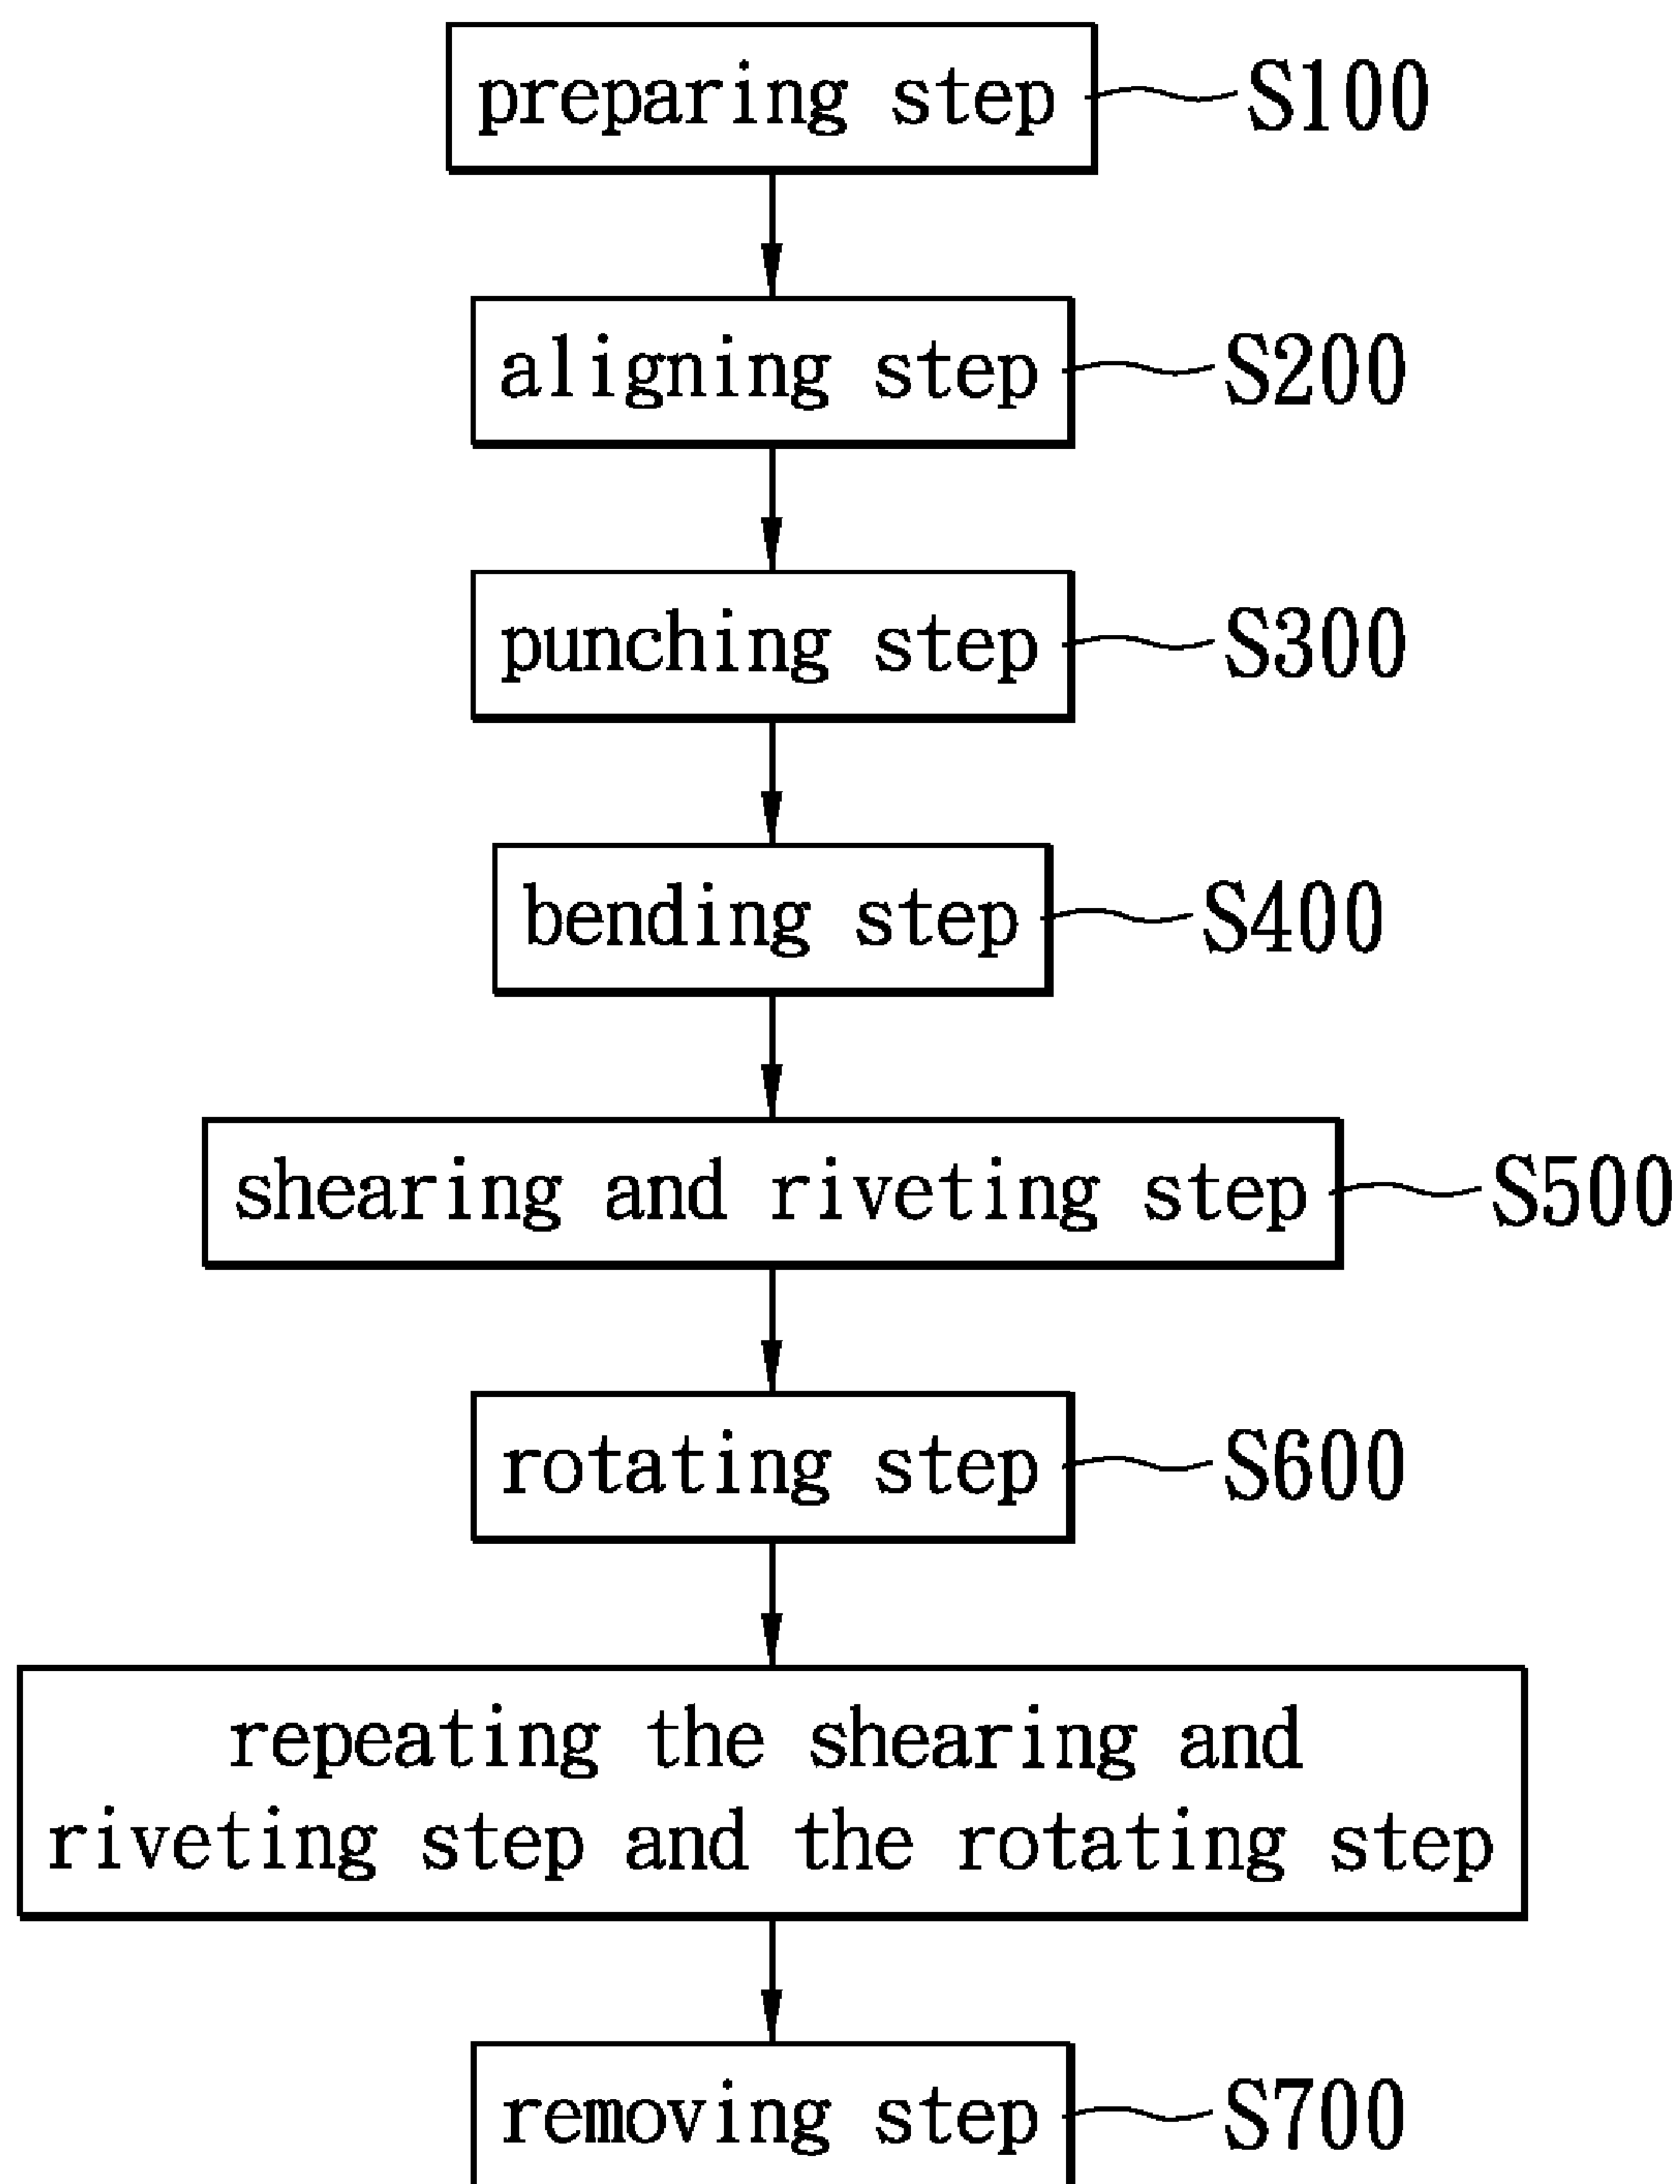 preparing step S100
aligning step S200
punching step S300
bending step S400
shearing and riveting step S500
rotating step S600
repeating the shearing and
riveting step and the rotating step
removing step S700